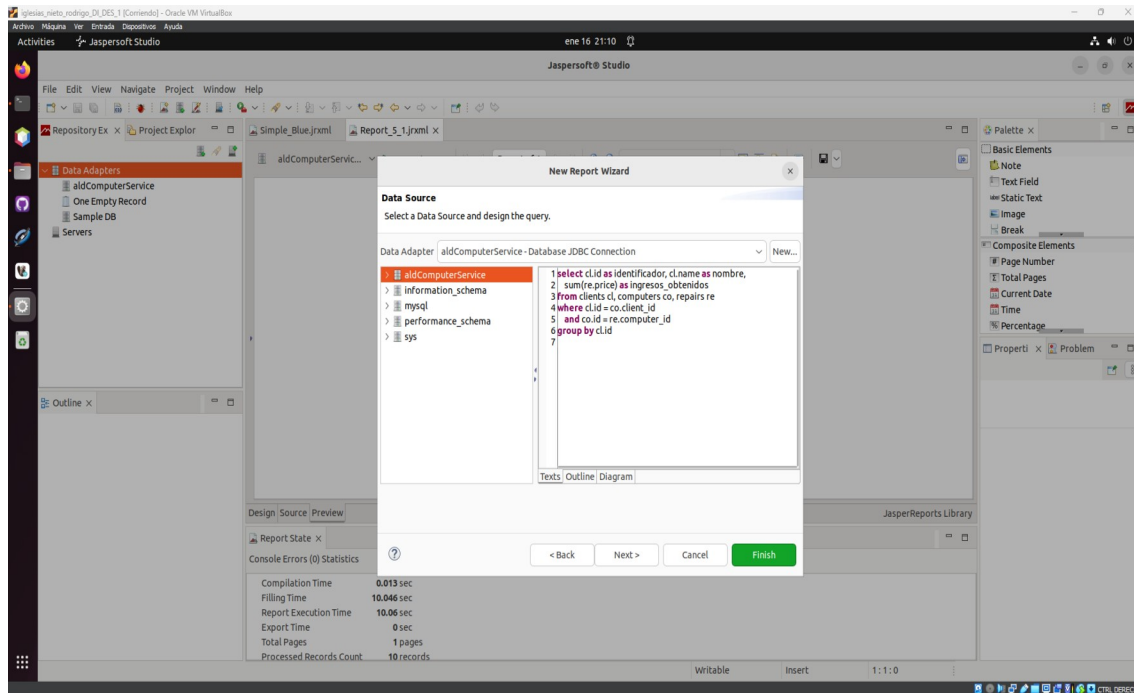 iglesias_nieto_rodrigo_DI_DES_1 [Corriendo] - Oracle VM VirtualBox
Archivo Máquina Ver Entrada Dispositivos Ayuda
Activities Jaspersoft Studio ene 16 21:10
Jaspersoft® Studio
File Edit View Navigate Project Window Help
Repository Ex Project Explor Simple_Blue.jrxml Report_5_1.jrxml Palette
aldComputerServic...
Data Adapters
aldComputerService
One Empty Record
Sample DB
Servers
New Report Wizard
Data Source
Select a Data Source and design the query.
Data Adapter aldComputerService - Database JDBC Connection New...
aldComputerService
information_schema
mysql
performance_schema
sys
1 select cl.id as identificador, cl.name as nombre,
2 sum(re.price) as ingresos_obtenidos
3 from clients cl, computers co, repairs re
4 where cl.id = co.client_id
5 and co.id = re.computer_id
6 group by cl.id
7
Texts Outline Diagram
< Back Next > Cancel Finish
Basic Elements
Note
Text Field
Static Text
Image
Break
Composite Elements
Page Number
Total Pages
Current Date
Time
Percentage
Properti Problem
Outline
Design Source Preview JasperReports Library
Report State
Console Errors (0) Statistics
Compilation Time 0.013 sec
Filling Time 10.046 sec
Report Execution Time 10.06 sec
Export Time 0 sec
Total Pages 1 pages
Processed Records Count 10 records
Writable Insert 1:1:0
CTRL DEREC